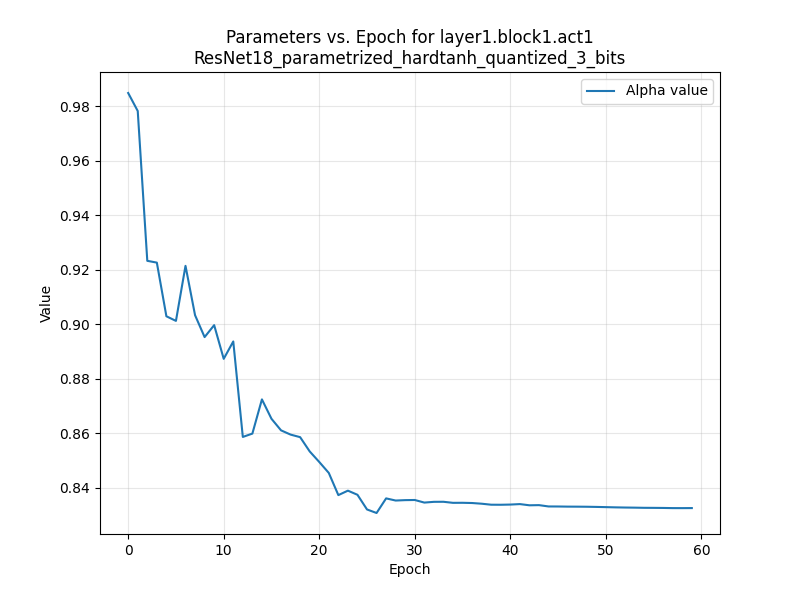 Parameters vs. Epoch for layer1.block1.act1
ResNet18_parametrized_hardtanh_quantized_3_bits
Alpha value
0.98
0.96
0.94
0.92
0.90
0.88
0.86
0.84
Value
0 10 20 30 40 50 60
Epoch